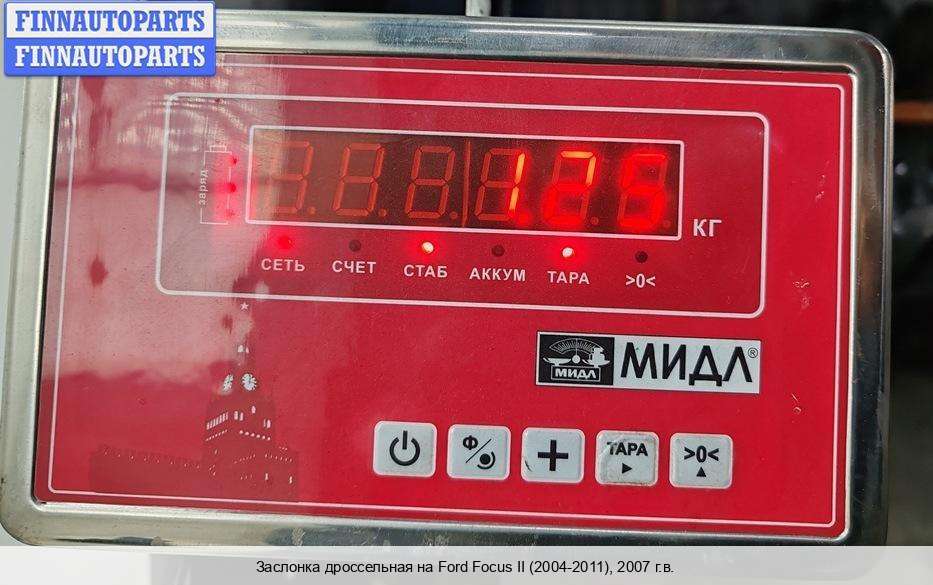 FINNAUTOPARTS
FINNAUTOPARTS
заряд
1.25
КГ
СЕТЬ СЧЕТ СТАБ АККУМ ТАРА >0<
МИДЛ МИДЛ®
Ф ТАРА >0<
Заслонка дроссельная на Ford Focus II (2004-2011), 2007 г.в.